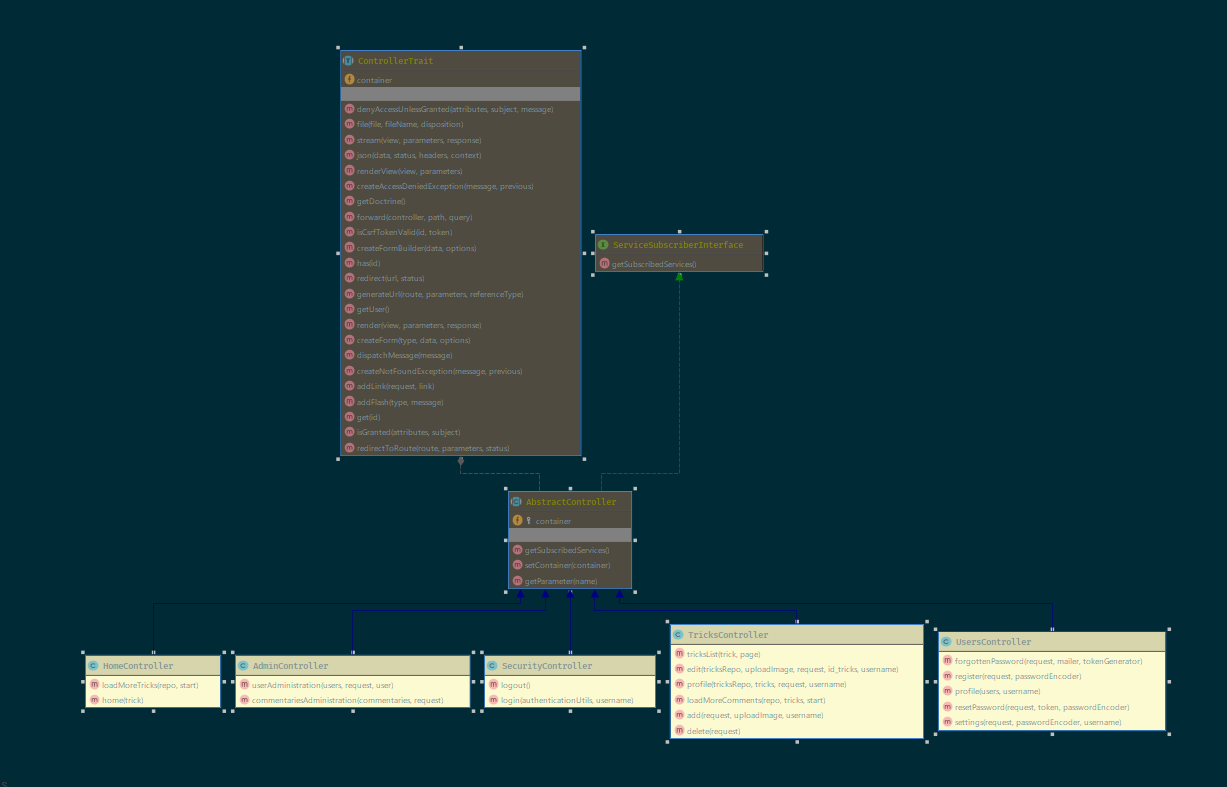 ControllerTrait
container
denyAccessUnlessGranted(attributes, subject, message)
file(file, fileName, disposition)
stream(view, parameters, response)
json(data, status, headers, context)
renderView(view, parameters)
createAccessDeniedException(message, previous)
getDoctrine()
forward(controller, path, query)
isCsrfTokenValid(id, token)
createFormBuilder(data, options)
has(id)
redirect(url, status)
generateUrl(route, parameters, referenceType)
getUser()
render(view, parameters, response)
createForm(type, data, options)
dispatchMessage(message)
createNotFoundException(message, previous)
addLink(request, link)
addFlash(type, message)
get(id)
isGranted(attributes, subject)
redirectToRoute(route, parameters, status)
ServiceSubscriberInterface
getSubscribedServices()
AbstractController
container
getSubscribedServices()
setContainer(container)
getParameter(name)
HomeController
loadMoreTricks(repo, start)
home(trick)
AdminController
userAdministration(users, request, user)
commentariesAdministration(commentaries, request)
SecurityController
logout()
login(authenticationUtils, username)
TricksController
tricksList(trick, page)
edit(tricksRepo, uploadImage, request, id_tricks, username)
profile(tricksRepo, tricks, request, username)
loadMoreComments(repo, tricks, start)
add(request, uploadImage, username)
delete(request)
UsersController
forgottenPassword(request, mailer, tokenGenerator)
register(request, passwordEncoder)
profile(users, username)
resetPassword(request, token, passwordEncoder)
settings(request, passwordEncoder, username)